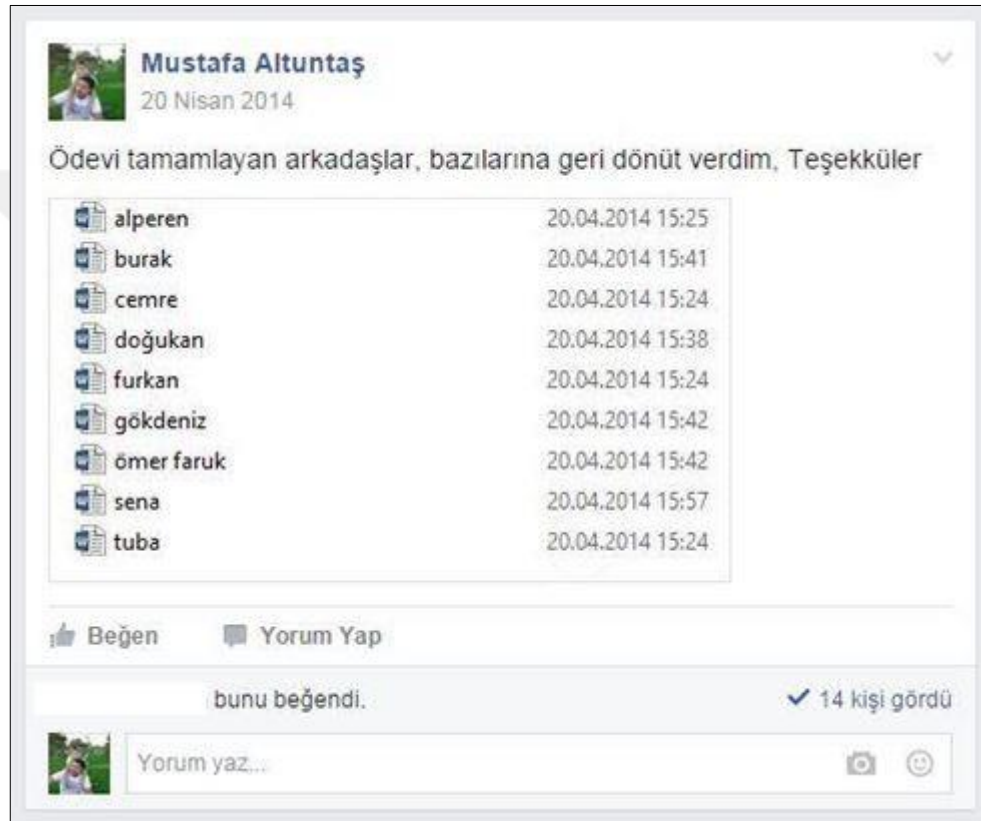 Mustafa Altuntaş
20 Nisan 2014
Ödevi tamamlayan arkadaşlar, bazılarına geri dönüt verdim, Teşekküler
alperen 20.04.2014 15:25
burak 20.04.2014 15:41
cemre 20.04.2014 15:24
doğukan 20.04.2014 15:38
furkan 20.04.2014 15:24
gökdeniz 20.04.2014 15:42
ömer faruk 20.04.2014 15:42
sena 20.04.2014 15:57
tuba 20.04.2014 15:24
Beğen Yorum Yap
bunu beğendi. 14 kişi gördü
Yorum yaz...